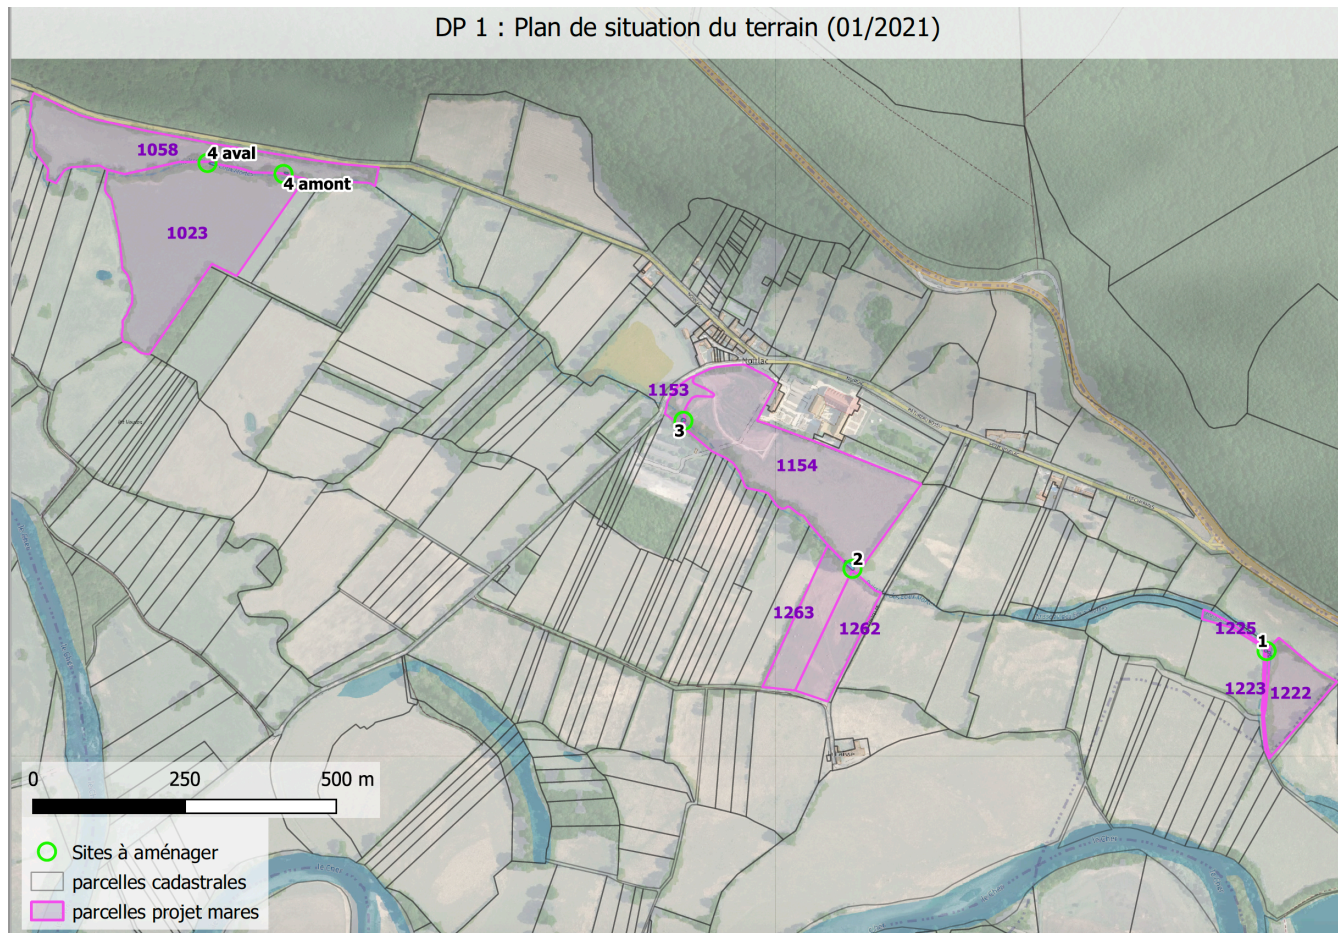 DP 1 : Plan de situation du terrain (01/2021)
1058
4 aval
4 amont
1023
1153
3
1154
2
1263
1262
1225
1
1223
1222
0 250 500 m
Sites à aménager
parcelles cadastrales
parcelles projet mares